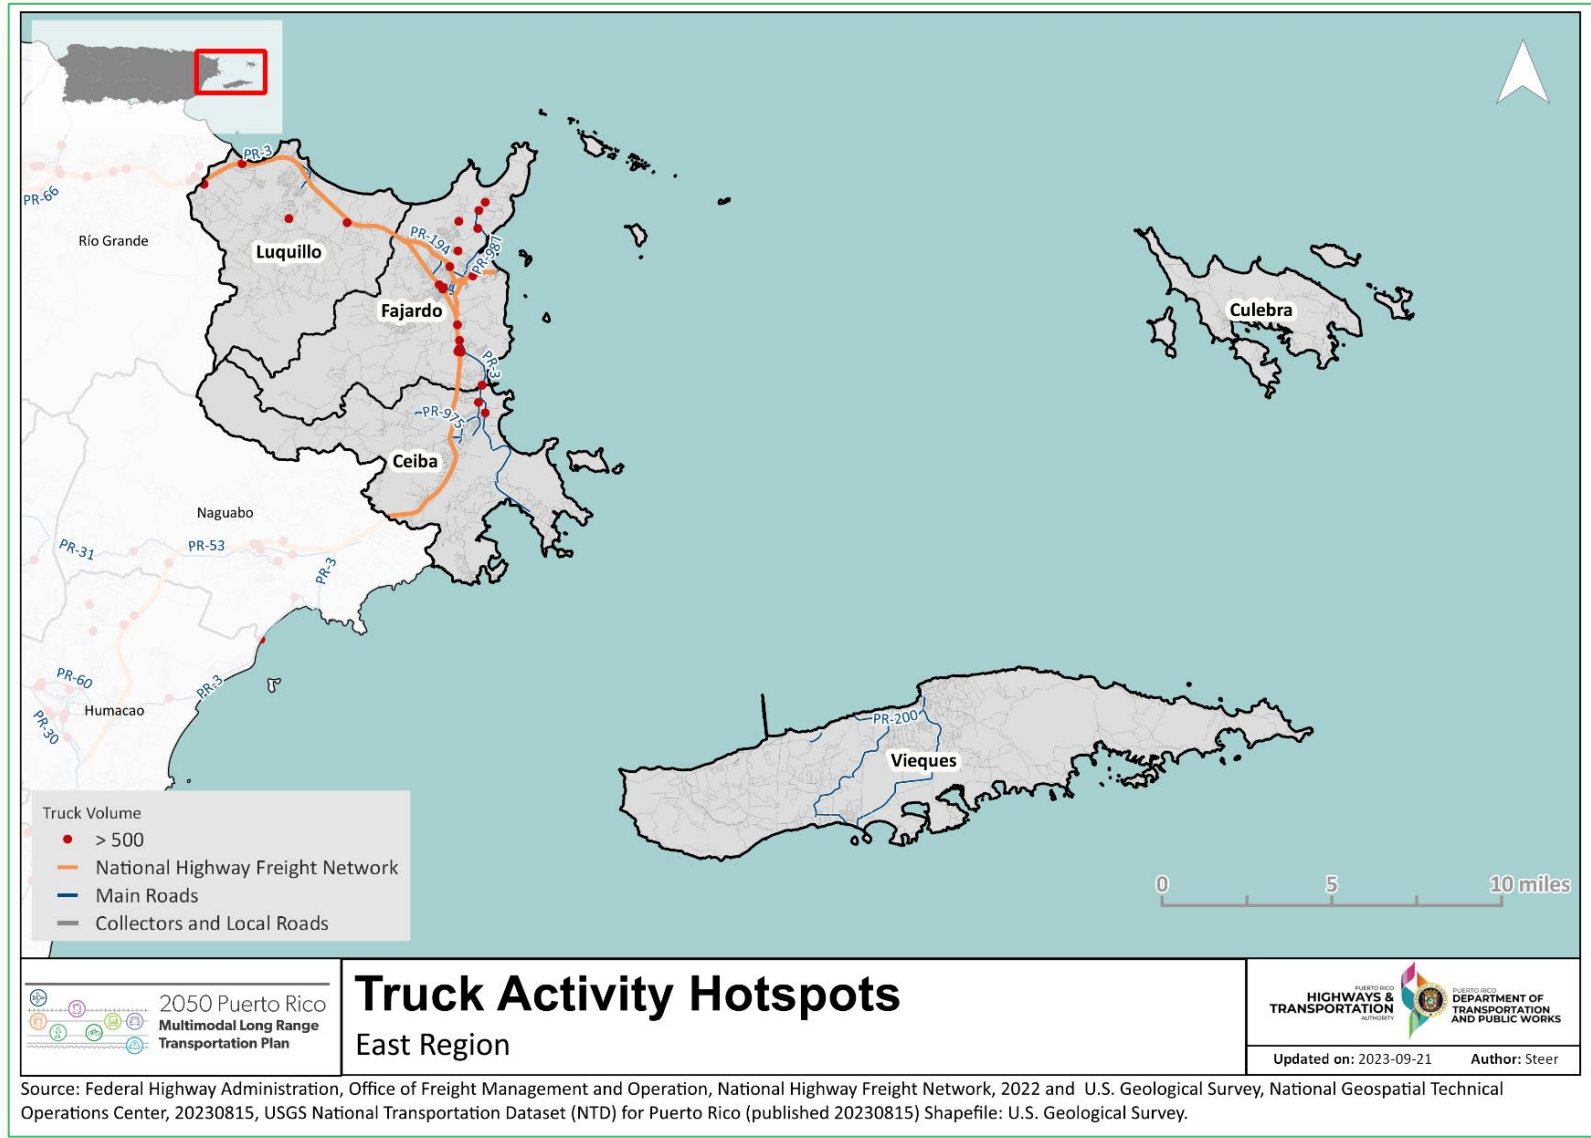 PR-3
PR-66
Río Grande
Luquillo
PR-194
PR-987
Fajardo
Culebra
PR-3
~PR-975
Ceiba
Naguabo
PR-31
PR-53
PR-3
PR-60
PR-3
Humacao
PR-30
PR-200
Vieques
Truck Volume
> 500
National Highway Freight Network
Main Roads
Collectors and Local Roads
0 5 10 miles
2050 Puerto Rico
Multimodal Long Range
Transportation Plan
Truck Activity Hotspots
East Region
PUERTO RICO
HIGHWAYS &
TRANSPORTATION
AUTHORITY
PUERTO RICO
DEPARTMENT OF
TRANSPORTATION
AND PUBLIC WORKS
Updated on: 2023-09-21 Author: Steer
Source: Federal Highway Administration, Office of Freight Management and Operation, National Highway Freight Network, 2022 and U.S. Geological Survey, National Geospatial Technical
Operations Center, 20230815, USGS National Transportation Dataset (NTD) for Puerto Rico (published 20230815) Shapefile: U.S. Geological Survey.